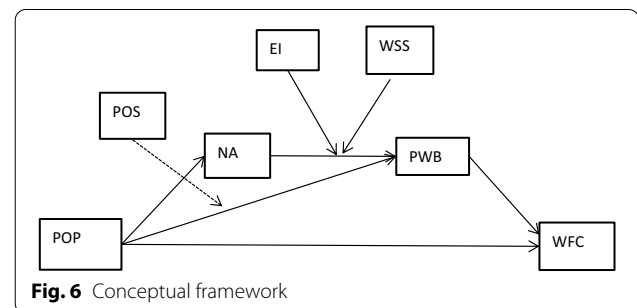 EI
WSS
POS
NA
PWB
POP
WFC
Fig. 6 Conceptual framework